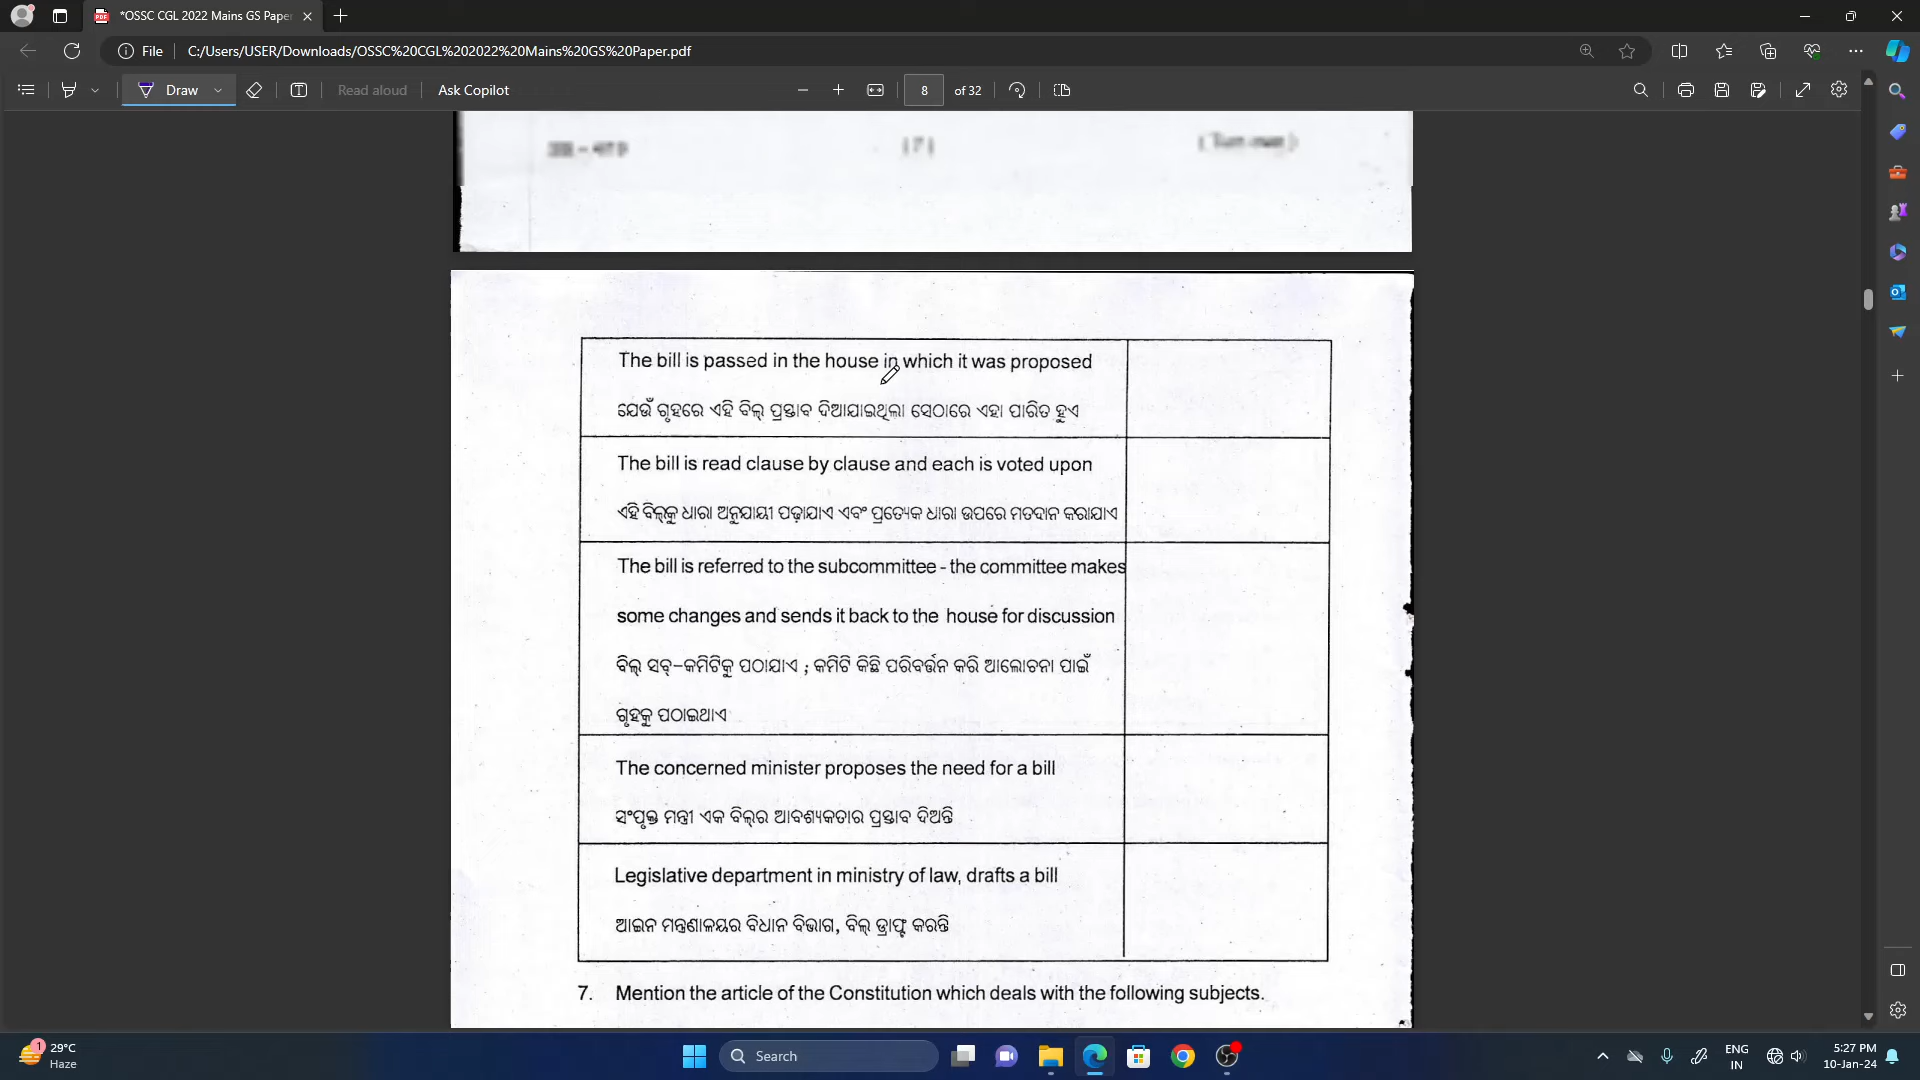 *OSSC CGL 2022 Mains GS Pape
File
C:/Users/USER/Downloads/OSSC%20CGL%202022%20Mains%20GS%20Paper.pdf
Draw
Read aloud
Ask Copilot
8
of 32
(7)
(Turn over)
The bill is passed in the house in which it was proposed
ଯେଉଁ ଗୃହରେ ଏହି ବିଲ୍ ପ୍ରସ୍ତାବ ଦିଆଯାଇଥିଲା ସେଠାରେ ଏହା ପାରିତ ହୁଏ
The bill is read clause by clause and each is voted upon
ଏହି ବିଲ୍‌କୁ ଧାରା ଅନୁଯାୟୀ ପଢ଼ାଯାଏ ଏବଂ ପ୍ରତ୍ୟେକ ଧାରା ଉପରେ ମତଦାନ କରାଯାଏ
The bill is referred to the subcommittee - the committee makes
some changes and sends it back to the house for discussion
ବିଲ୍ ସବ୍-କମିଟିକୁ ପଠାଯାଏ ; କମିଟି କିଛି ପରିବର୍ତ୍ତନ କରି ଆଲୋଚନା ପାଇଁ
ଗୃହକୁ ପଠାଇଥାଏ
The concerned minister proposes the need for a bill
ସଂପୃକ୍ତ ମନ୍ତ୍ରୀ ଏକ ବିଲ୍‌ର ଆବଶ୍ୟକତାର ପ୍ରସ୍ତାବ ଦିଅନ୍ତି
Legislative department in ministry of law, drafts a bill
ଆଇନ ମନ୍ତ୍ରଣାଳୟର ବିଧାନ ବିଭାଗ, ବିଲ୍ ଡ୍ରାଫ୍ଟ କରନ୍ତି
7. Mention the article of the Constitution which deals with the following subjects.
1
29°C
Haze
Search
ENG
IN
5:27 PM
10-Jan-24